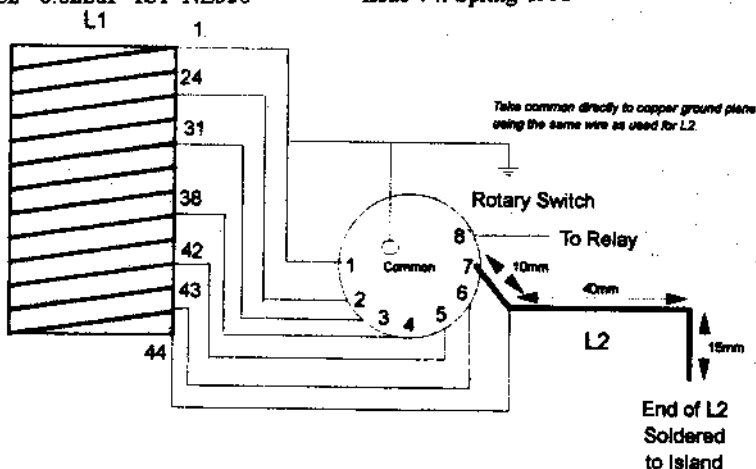 L1
1
24
31
38
42
43
44
Take common directly to copper ground plane
using the same wire as used for L2.
Rotary Switch
8
To Relay
7
1
Common
10mm
40mm
6
2
3
4
5
L2
15mm
End of L2
Soldered
to Island